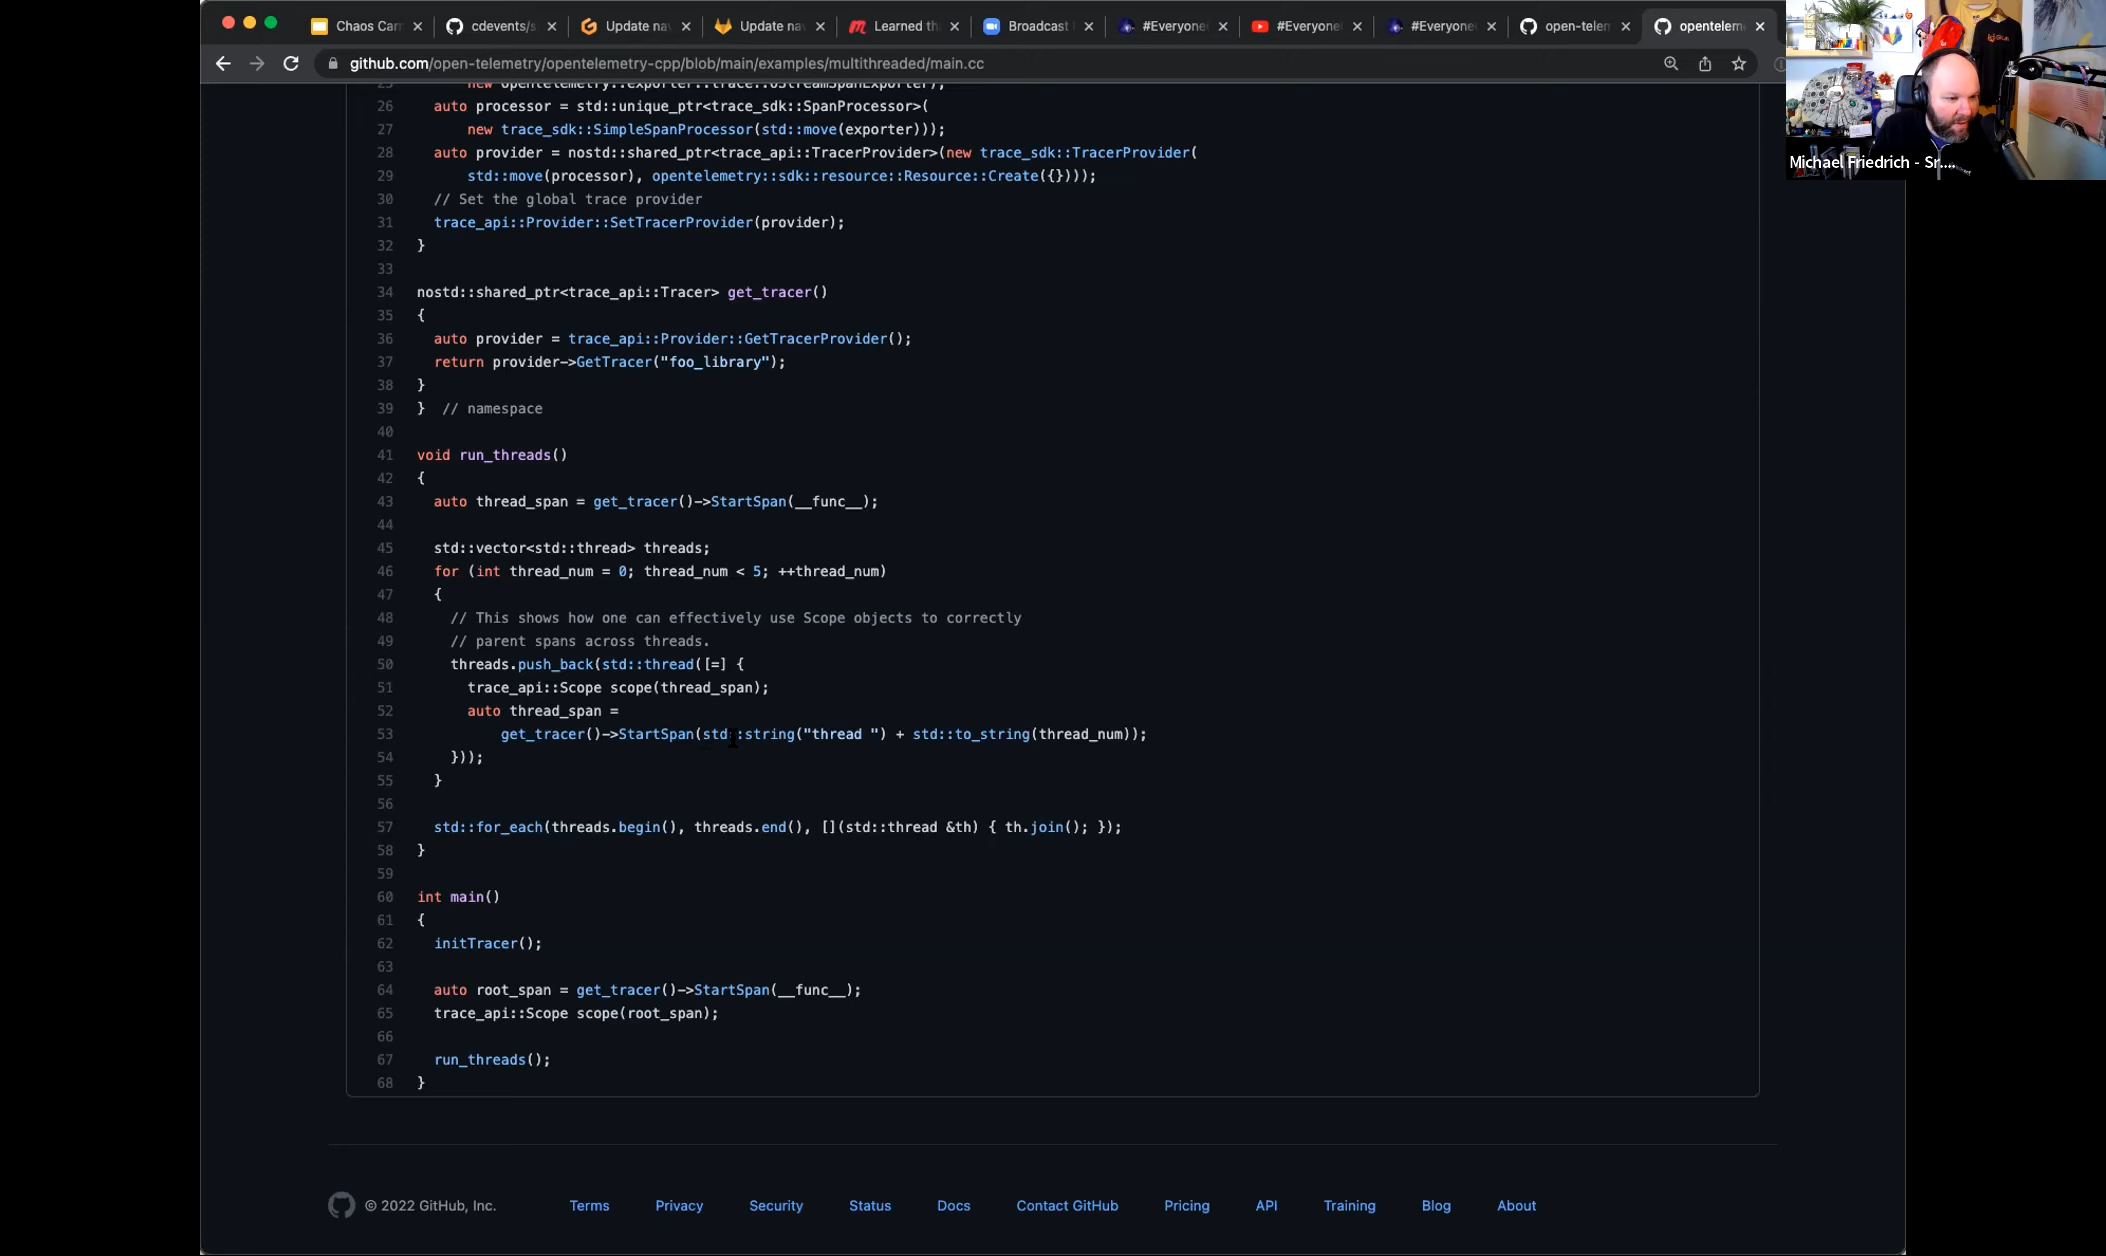 Chaos Carn
cdevents/s
Update nav
Update nav
Learned th
Broadcast
#Everyone
#Everyone
#Everyone
open-telem
openteleme
github.com/open-telemetry/opentelemetry-cpp/blob/main/examples/multithreaded/main.cc
Michael Friedrich - Sr....
25 new opentelemetry::exporter::trace::OStreamSpanExporter);
26 auto processor = std::unique_ptr<trace_sdk::SpanProcessor>(
27 new trace_sdk::SimpleSpanProcessor(std::move(exporter)));
28 auto provider = nostd::shared_ptr<trace_api::TracerProvider>(new trace_sdk::TracerProvider(
29 std::move(processor), opentelemetry::sdk::resource::Resource::Create({})));
30 // Set the global trace provider
31 trace_api::Provider::SetTracerProvider(provider);
32 }
33
34 nostd::shared_ptr<trace_api::Tracer> get_tracer()
35 {
36 auto provider = trace_api::Provider::GetTracerProvider();
37 return provider->GetTracer("foo_library");
38 }
39 } // namespace
40
41 void run_threads()
42 {
43 auto thread_span = get_tracer()->StartSpan(__func__);
44
45 std::vector<std::thread> threads;
46 for (int thread_num = 0; thread_num < 5; ++thread_num)
47 {
48 // This shows how one can effectively use Scope objects to correctly
49 // parent spans across threads.
50 threads.push_back(std::thread([=] {
51 trace_api::Scope scope(thread_span);
52 auto thread_span =
53 get_tracer()->StartSpan(std::string("thread ") + std::to_string(thread_num));
54 }));
55 }
56
57 std::for_each(threads.begin(), threads.end(), [](std::thread &th) { th.join(); });
58 }
59
60 int main()
61 {
62 initTracer();
63
64 auto root_span = get_tracer()->StartSpan(__func__);
65 trace_api::Scope scope(root_span);
66
67 run_threads();
68 }
© 2022 GitHub, Inc.
Terms
Privacy
Security
Status
Docs
Contact GitHub
Pricing
API
Training
Blog
About